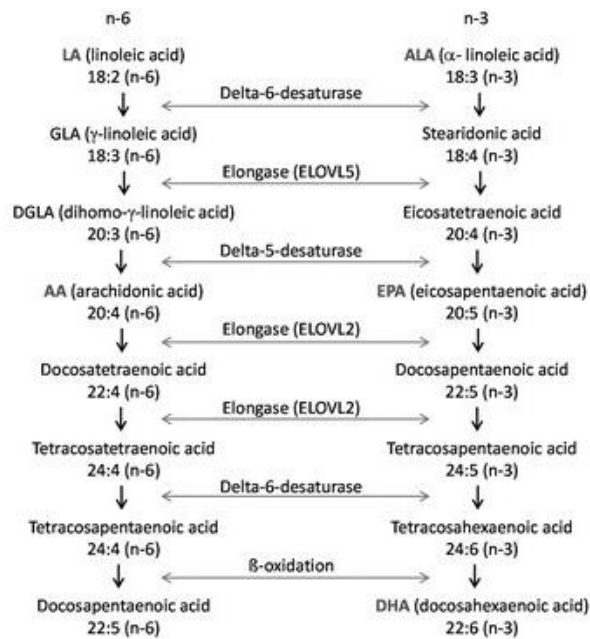 n-6 n-3
LA (linoleic acid) ALA (α- linoleic acid)
18:2 (n-6) 18:3 (n-3)
Delta-6-desaturase
GLA (γ-linoleic acid) Stearidonic acid
18:3 (n-6) 18:4 (n-3)
Elongase (ELOVL5)
DGLA (dihomo-γ-linoleic acid) Eicosatetraenoic acid
20:3 (n-6) 20:4 (n-3)
Delta-5-desaturase
AA (arachidonic acid) EPA (eicosapentaenoic acid)
20:4 (n-6) 20:5 (n-3)
Elongase (ELOVL2)
Docosatetraenoic acid Docosapentaenoic acid
22:4 (n-6) 22:5 (n-3)
Elongase (ELOVL2)
Tetracosatetraenoic acid Tetracosapentaenoic acid
24:4 (n-6) 24:5 (n-3)
Delta-6-desaturase
Tetracosapentaenoic acid Tetracosahexaenoic acid
24:4 (n-6) 24:6 (n-3)
ß-oxidation
Docosapentaenoic acid DHA (docosahexaenoic acid)
22:5 (n-6) 22:6 (n-3)